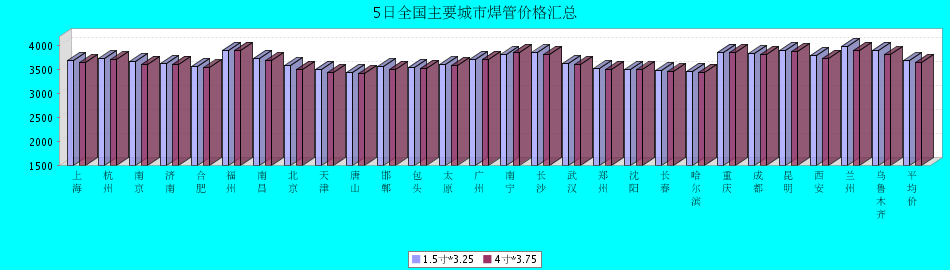 5日全国主要城市焊管价格汇总
4000
3500
3000
2500
2000
1500
上海
杭州
南京
济南
合肥
福州
南昌
北京
天津
唐山
邯郸
包头
太原
广州
南宁
长沙
武汉
郑州
沈阳
长春
哈尔滨
重庆
成都
昆明
西安
兰州
乌鲁木齐
平均价
1.5寸*3.25
4寸*3.75